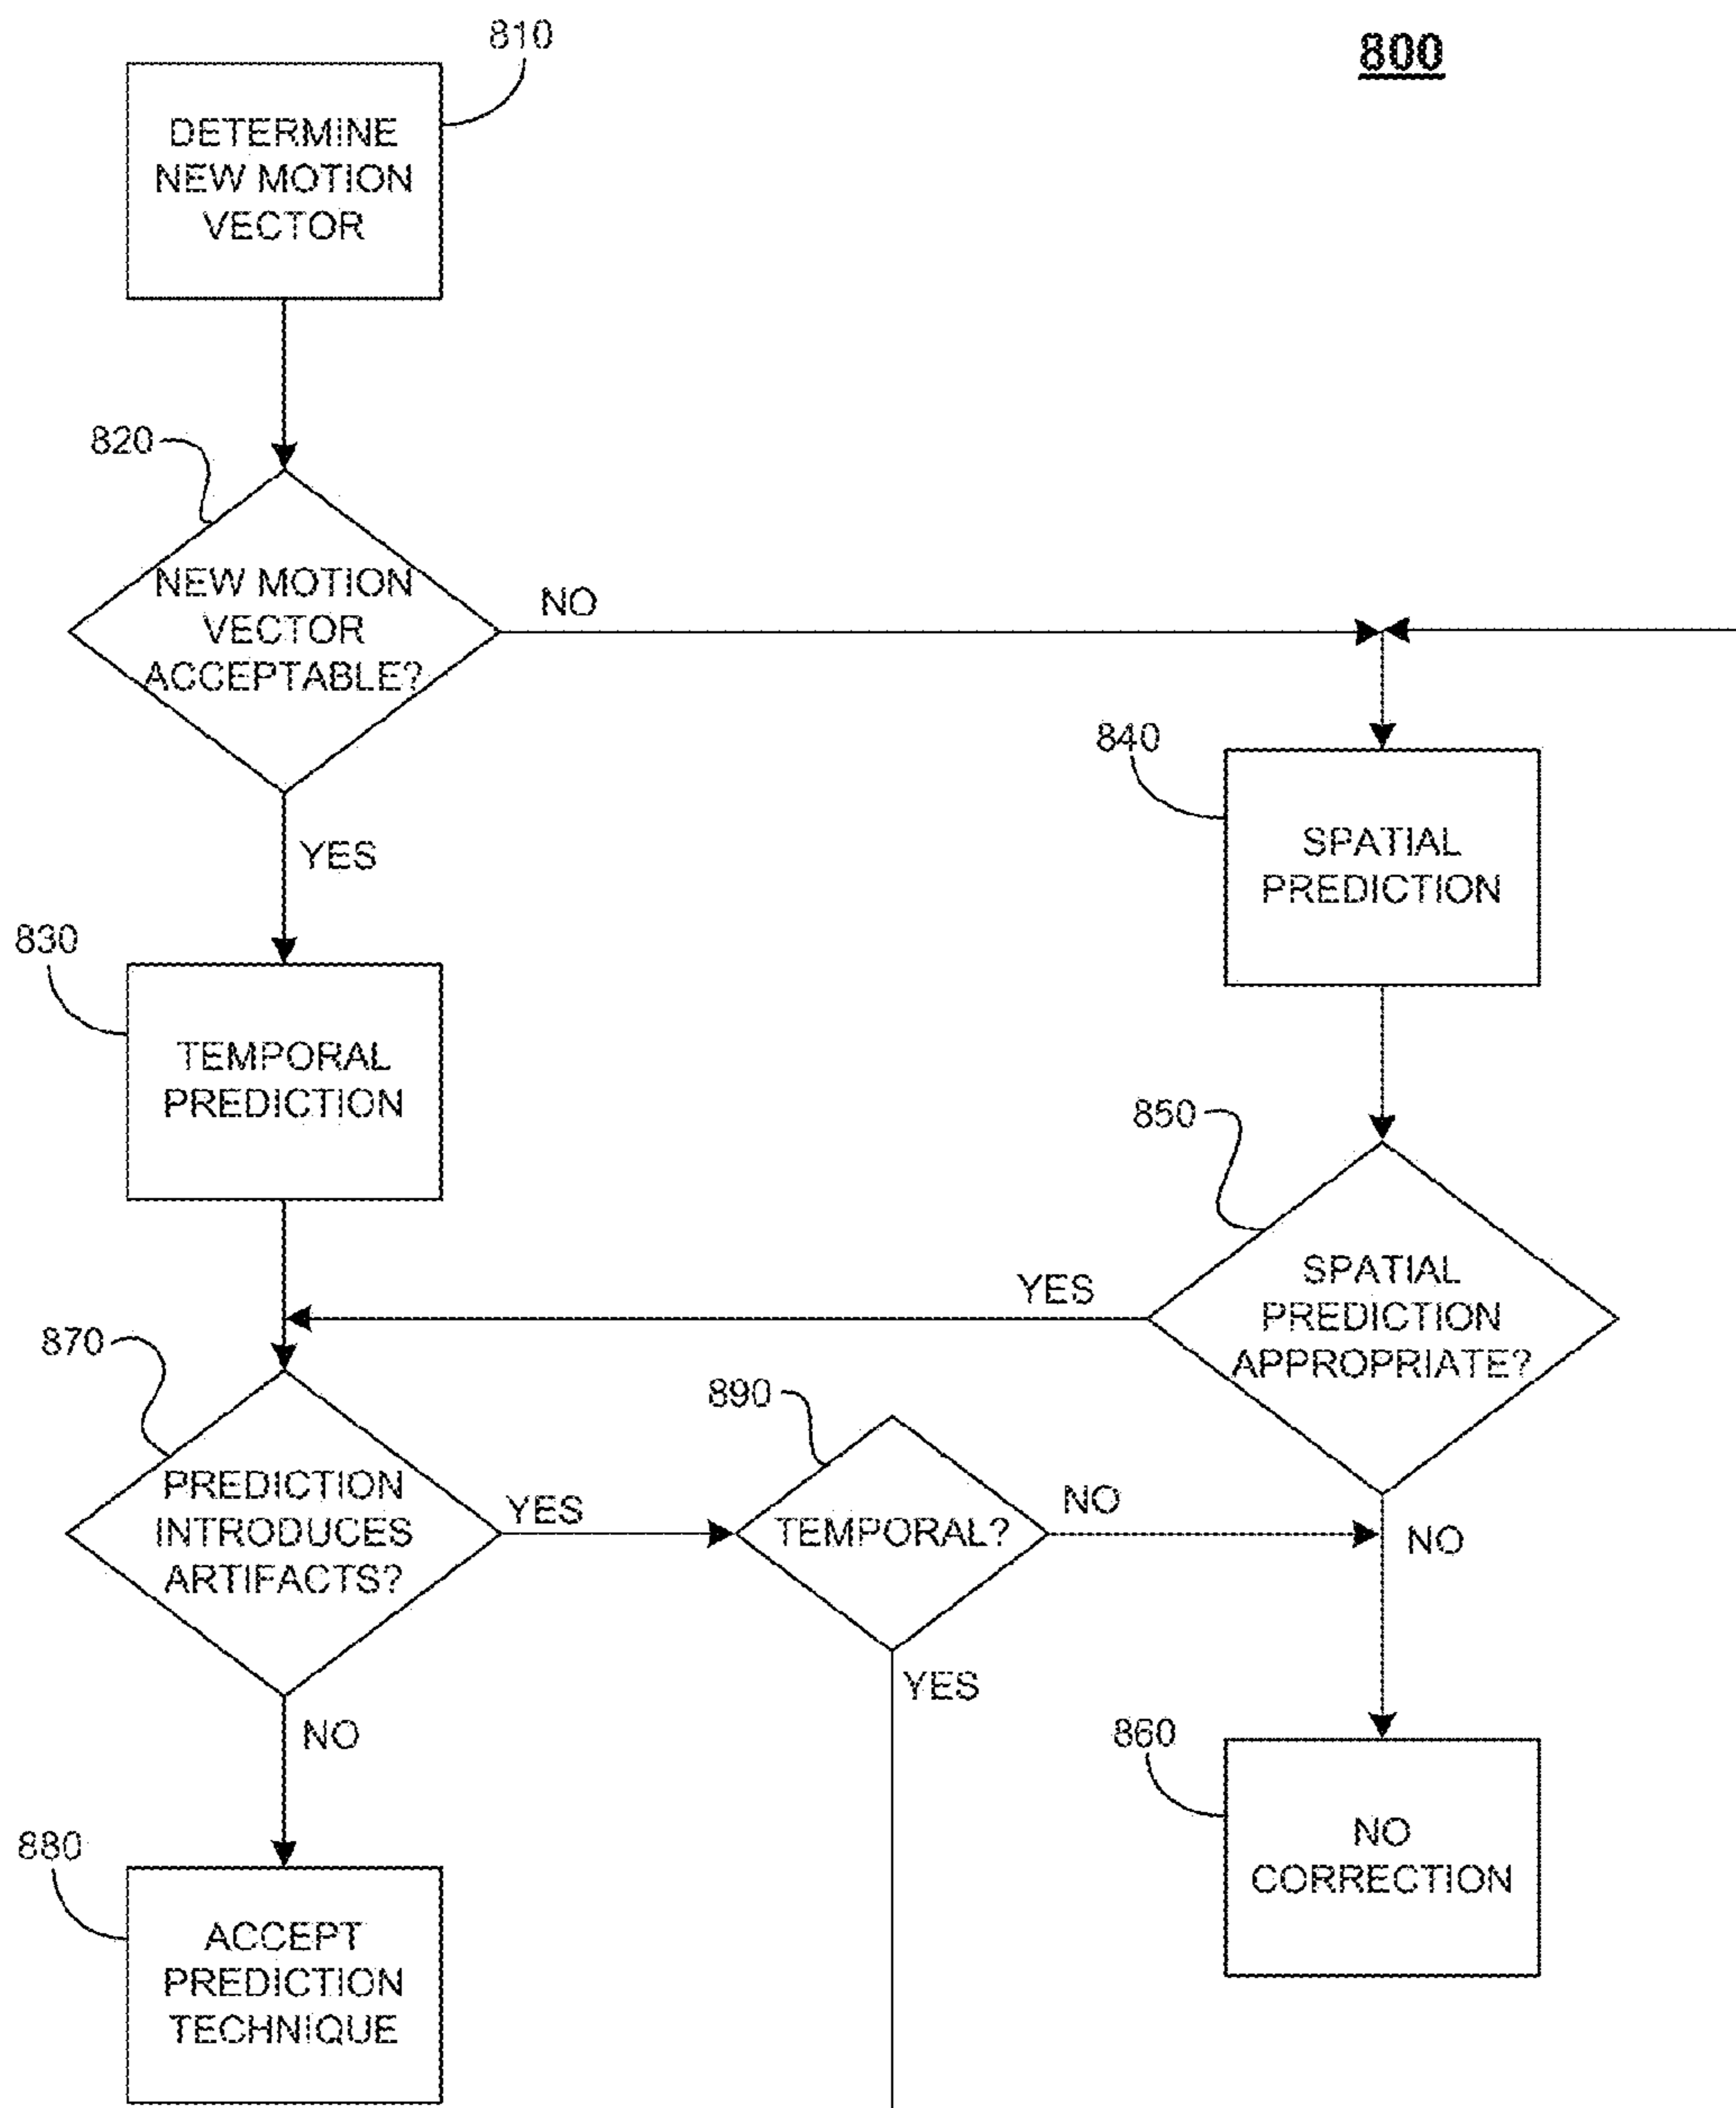 810
800
DETERMINE
NEW MOTION
VECTOR
820
NEW MOTION
VECTOR
ACCEPTABLE?
NO
YES
840
SPATIAL
PREDICTION
830
TEMPORAL
PREDICTION
850
SPATIAL
PREDICTION
APPROPRIATE?
YES
870
PREDICTION
INTRODUCES
ARTIFACTS?
YES
890
TEMPORAL?
NO
NO
YES
NO
860
NO
CORRECTION
880
ACCEPT
PREDICTION
TECHNIQUE